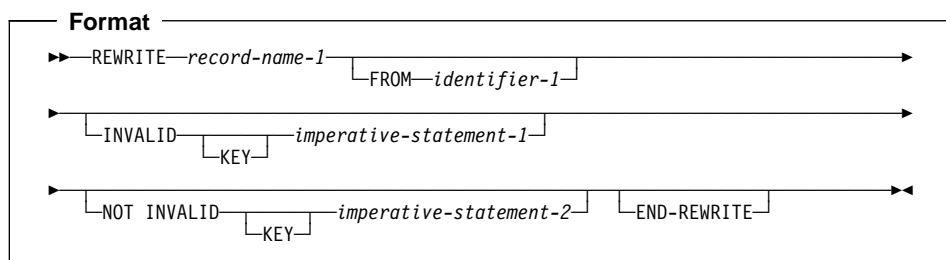 Format
REWRITE record-name-1
FROM identifier-1
INVALID imperative-statement-1
KEY
NOT INVALID imperative-statement-2 END-REWRITE
KEY